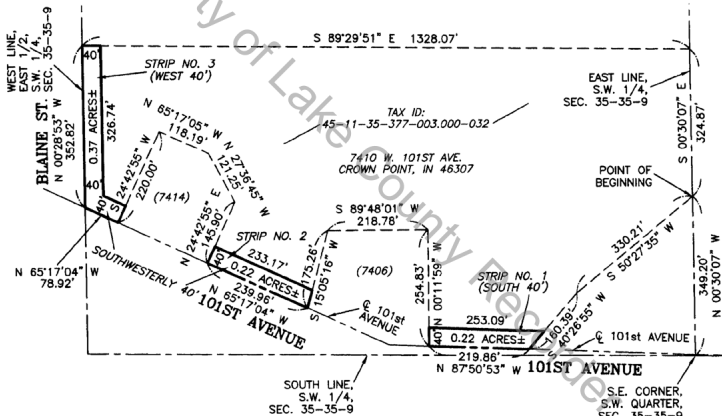 S 89°29'51" E 1328.07'
WEST LINE,
EAST 1/2,
S.W. 1/4,
SEC. 35-35-9
BLAINE ST.
N 00°28'53" W
352.82'
40'
STRIP NO. 3
(WEST 40')
0.37 ACRES±
326.74'
40'
40'
S 24°42'55" W
220.00'
(7414)
N 65°17'05" W
118.19'
N 27°36'45" W
121.25'
TAX ID:
45-11-35-377-003.000-032
7410 W. 101ST AVE.
CROWN POINT, IN 46307
EAST LINE,
S.W. 1/4,
SEC. 35-35-9
S 00°30'07" E
324.87'
POINT OF
BEGINNING
N 24°42'55" E
145.90'
STRIP NO. 2
40'
233.17'
0.22 ACRES±
239.96'
N 65°17'04" W
175.26'
S 15°05'16" W
S 89°48'01" W
218.78'
(7406)
254.83'
N 00°11'59" W
330.21'
S 50°27'35" W
349.20'
N 00°30'07" W
STRIP NO. 1
(SOUTH 40')
253.09'
40'
0.22 ACRES±
219.86'
N 87°50'53" W
160.39'
S 40°26'55" W
℄ 101st AVENUE
101ST AVENUE
N 65°17'04" W
78.92'
SOUTHWESTERLY 40'
101ST AVENUE
℄ 101st
AVENUE
SOUTH LINE,
S.W. 1/4,
SEC. 35-35-9
S.E. CORNER,
S.W. QUARTER,
SEC. 35-35-9
ty of Lake County Recorder